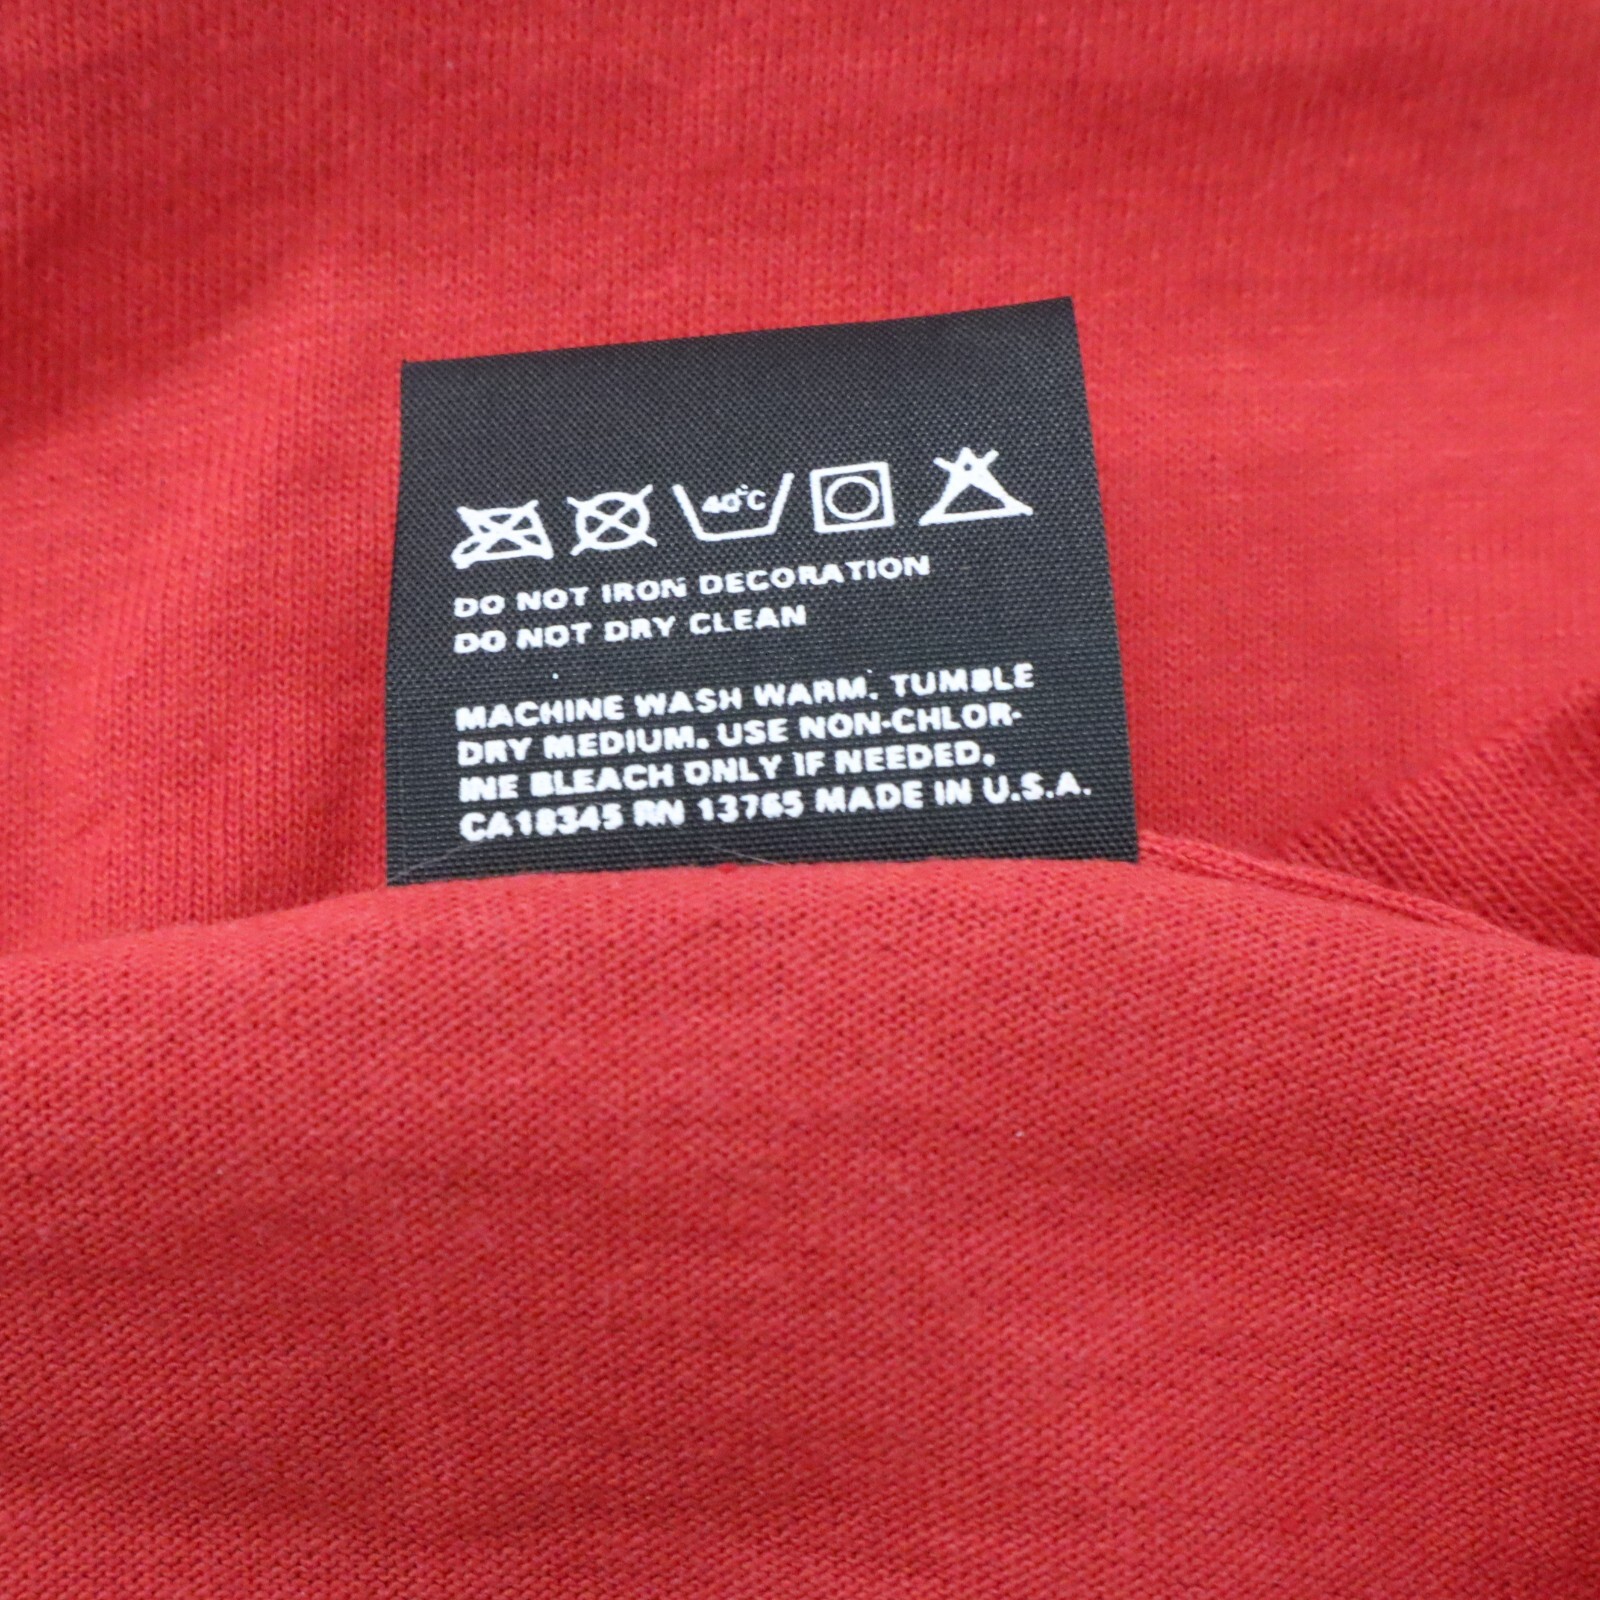 40°C
DO NOT IRON DECORATION
DO NOT DRY CLEAN
MACHINE WASH WARM. TUMBLE
DRY MEDIUM. USE NON-CHLOR-
INE BLEACH ONLY IF NEEDED.
CA18345 RN 13765 MADE IN U.S.A.